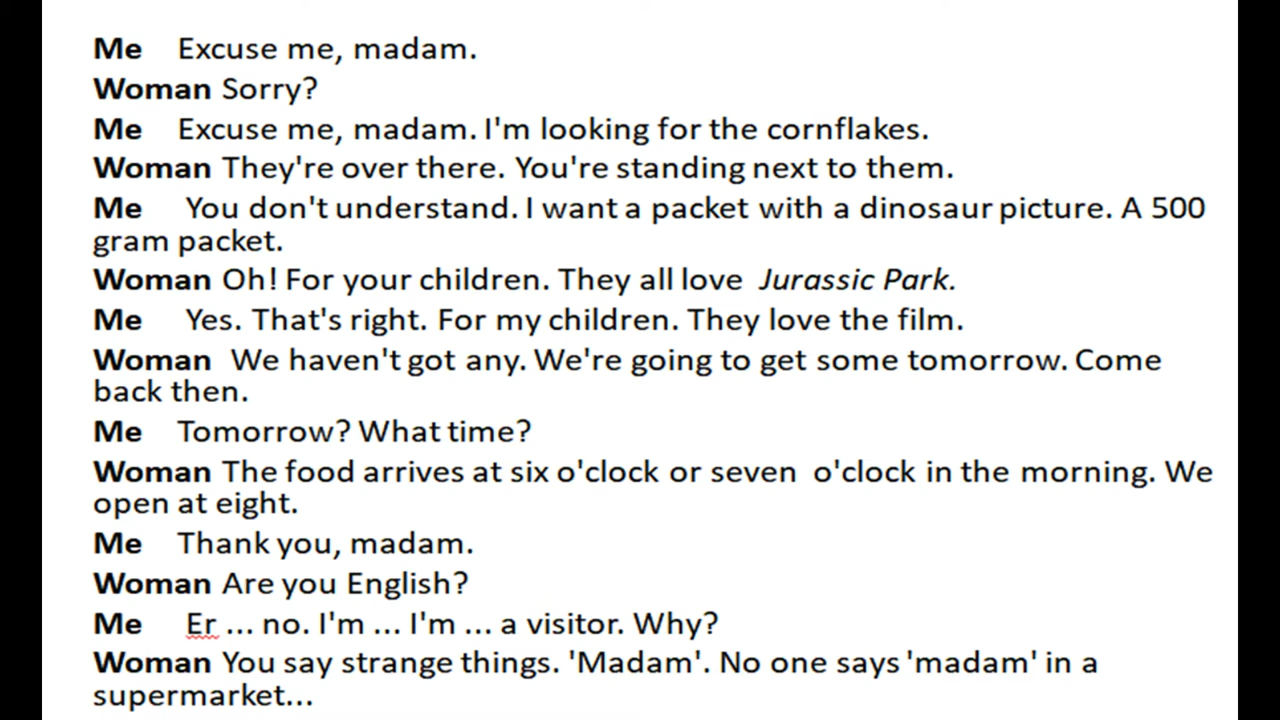 Me Excuse me, madam.
Woman Sorry?
Me Excuse me, madam. I'm looking for the cornflakes.
Woman They're over there. You're standing next to them.
Me You don't understand. I want a packet with a dinosaur picture. A 500
gram packet.
Woman Oh! For your children. They all love Jurassic Park.
Me Yes. That's right. For my children. They love the film.
Woman We haven't got any. We're going to get some tomorrow. Come
back then.
Me Tomorrow? What time?
Woman The food arrives at six o'clock or seven o'clock in the morning. We
open at eight.
Me Thank you, madam.
Woman Are you English?
Me Er ... no. I'm ... I'm ... a visitor. Why?
Woman You say strange things. 'Madam'. No one says 'madam' in a
supermarket...